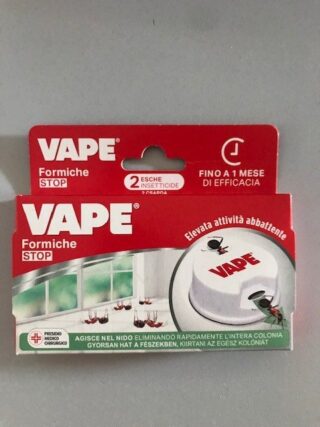 VAPE®
Formiche
STOP
2 ESCHE
INSETTICIDE
FINO A 1 MESE
DI EFFICACIA
VAPE®
Formiche
STOP
Elevata attività abbattente
VAPE
PRESIDIO
MEDICO
CHIRURGICO
AGISCE NEL NIDO ELIMINANDO RAPIDAMENTE L'INTERA COLONIA
GYORSAN HAT A FÉSZEKBEN, KIIRTANI AZ EGÉSZ KOLÓNIÁT